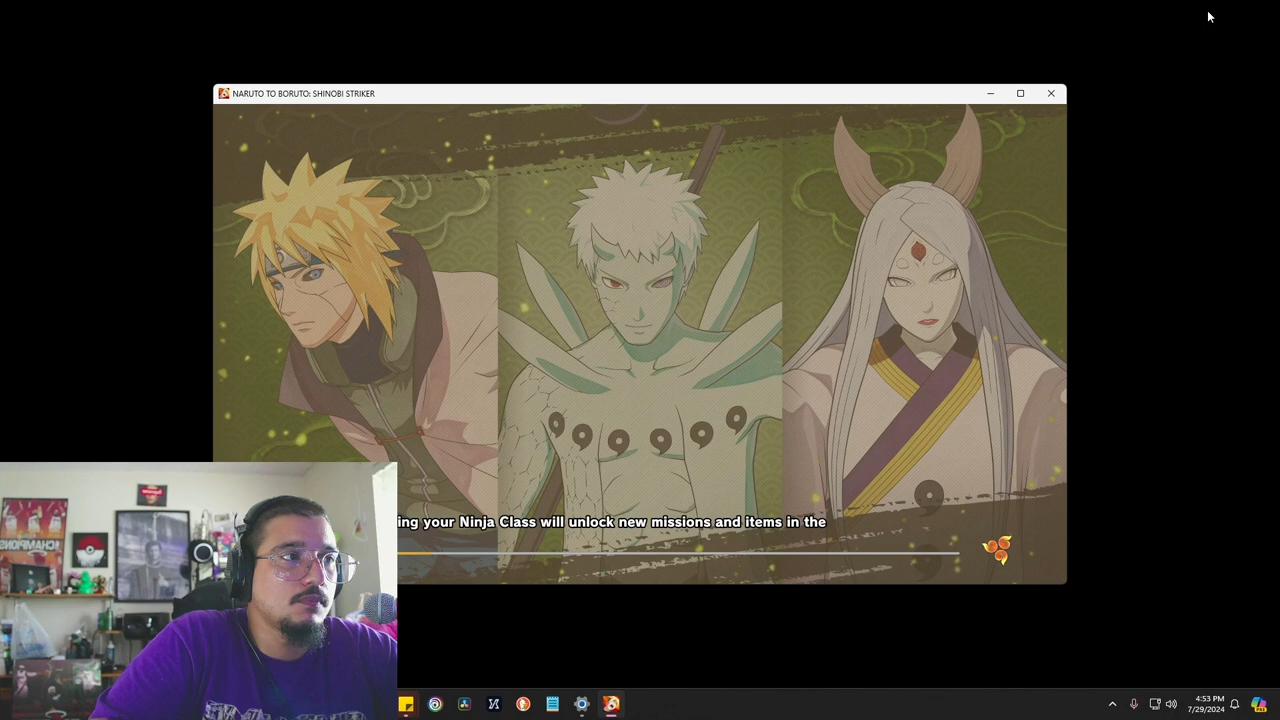 NARUTO TO BORUTO: SHINOBI STRIKER
ing your Ninja Class will unlock new missions and items in the
4:53 PM
7/29/2024